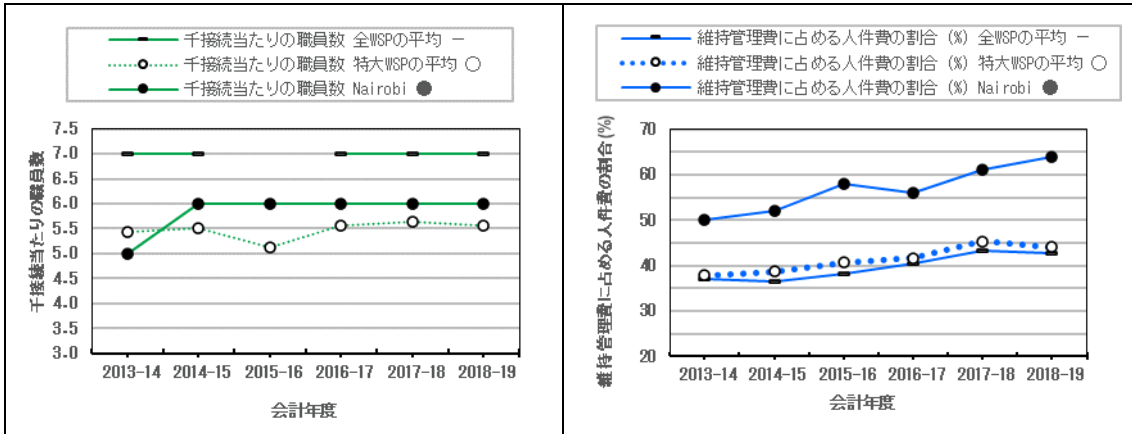 千接続当たりの職員数 全WSPの平均 −
千接続当たりの職員数 特大WSPの平均 ○
千接続当たりの職員数 Nairobi ●
7.5
7.0
6.5
6.0
5.5
5.0
4.5
4.0
3.5
3.0
千接続当たりの職員数
2013-14 2014-15 2015-16 2016-17 2017-18 2018-19
会計年度
維持管理費に占める人件費の割合 (%) 全WSPの平均 −
維持管理費に占める人件費の割合 (%) 特大WSPの平均 ○
維持管理費に占める人件費の割合 (%) Nairobi ●
70
60
50
40
30
20
維持管理費に占める人件費の割合(%)
2013-14 2014-15 2015-16 2016-17 2017-18 2018-19
会計年度